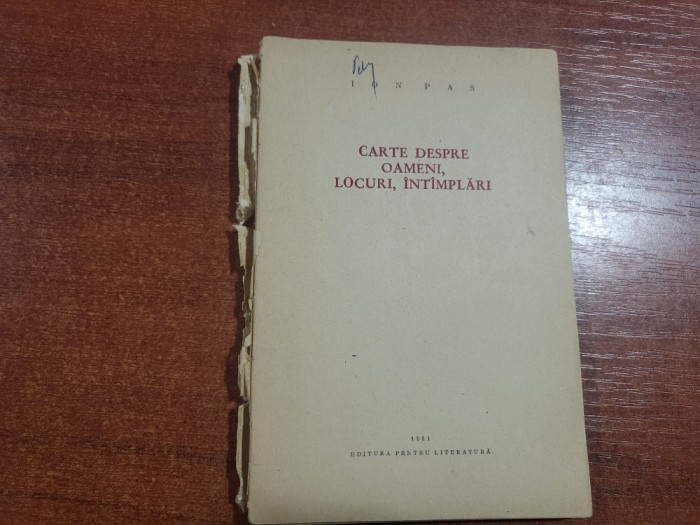 ION PAS
CARTE DESPRE
OAMENI,
LOCURI, ÎNTÎMPLĂRI
1961
EDITURA PENTRU LITERATURĂ